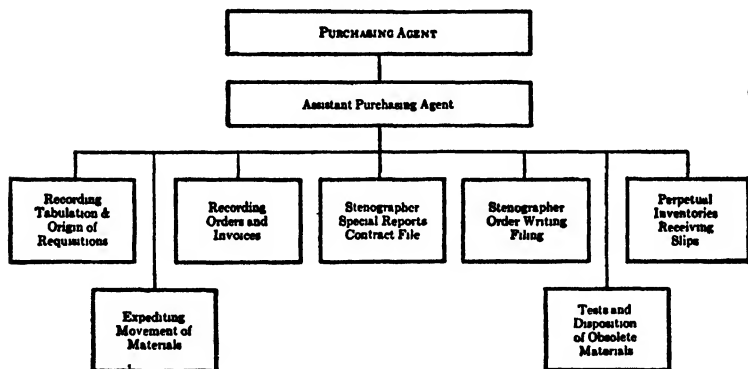 PURCHASING AGENT
Assistant Purchasing Agent
Recording
Tabulation &
Origin of
Requisitions
Recording
Orders and
Invoices
Stenographer
Special Reports
Contract File
Stenographer
Order Writing
Filing
Perpetual
Inventories
Receiving
Slips
Expediting
Movement of
Materials
Tests and
Disposition
of Obsolete
Materials